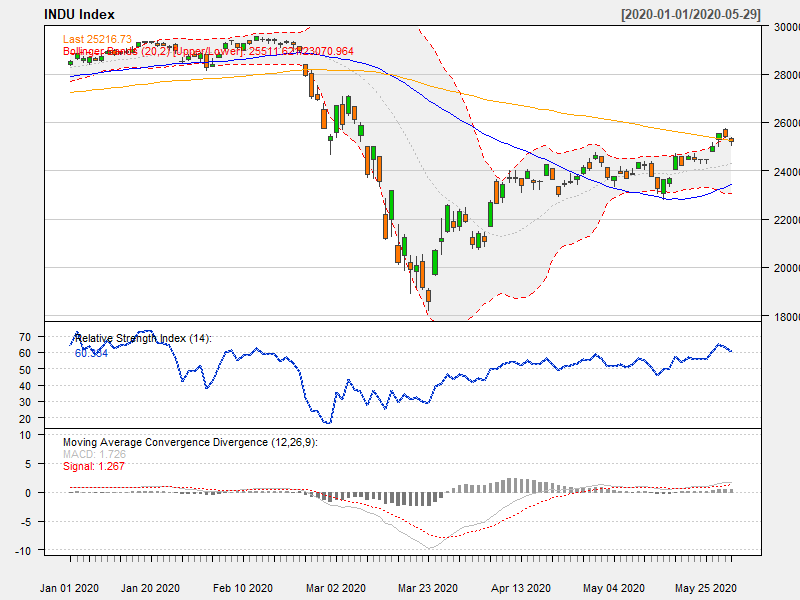 INDU Index [2020-01-01/2020-05-29]
Last 25216.73
Bollinger Bands (20,2) [Upper/Lower]: 25511.621/23070.964
30000
28000
26000
24000
22000
20000
18000
Relative Strength Index (14):
60.384
70
60
50
40
30
20
Moving Average Convergence Divergence (12,26,9):
MACD: 1.726
Signal: 1.267
10
5
0
-5
-10
Jan 01 2020 Jan 20 2020 Feb 10 2020 Mar 02 2020 Mar 23 2020 Apr 13 2020 May 04 2020 May 25 2020